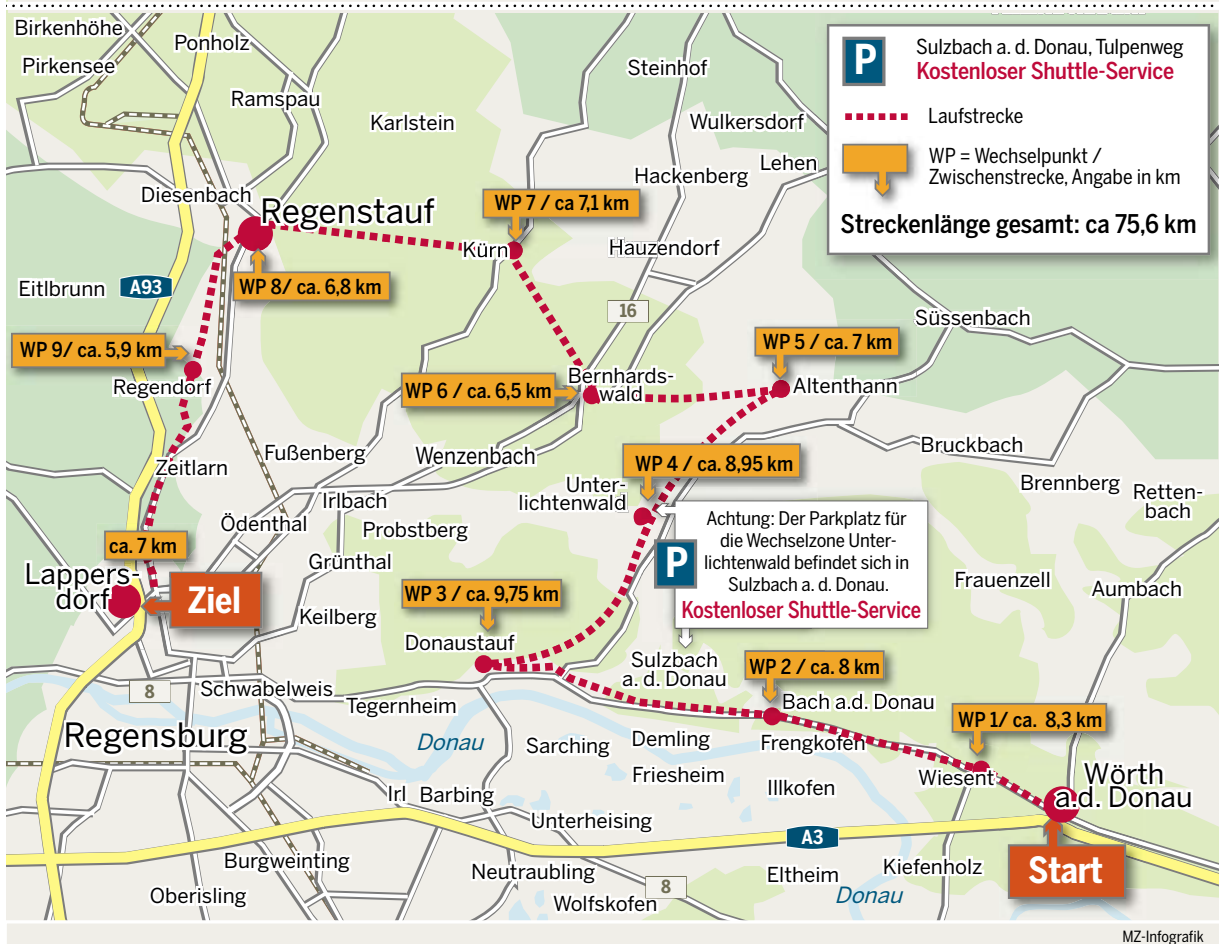 Birkenhöhe
Ponholz
Pirkensee
Ramspau
Karlstein
Steinhof
Wulkersdorf
Lehen
Hackenberg
Hauzendorf
P
Sulzbach a. d. Donau, Tulpenweg
Kostenloser Shuttle-Service
Laufstrecke
WP = Wechselpunkt /
Zwischenstrecke, Angabe in km
Streckenlänge gesamt: ca 75,6 km
Diesenbach
Regenstauf
WP 7 / ca 7,1 km
Kürn
Eitlbrunn
A93
WP 8/ ca. 6,8 km
16
Süssenbach
WP 9/ ca. 5,9 km
Regendorf
WP 5 / ca. 7 km
Altenthann
WP 6 / ca. 6,5 km
Bernhards-
wald
Bruckbach
Zeitlarn
Fußenberg
Wenzenbach
WP 4 / ca. 8,95 km
Unter-
lichtenwald
Brennberg
Retten-
bach
Irlbach
Ödenthal
Probstberg
Grünthal
ca. 7 km
Lappers-
dorf
Ziel
Keilberg
P
Achtung: Der Parkplatz für
die Wechselzone Unter-
lichtenwald befindet sich in
Sulzbach a. d. Donau.
Kostenloser Shuttle-Service
Frauenzell
Aumbach
WP 3 / ca. 9,75 km
Donaustauf
Sulzbach
a. d. Donau
WP 2 / ca. 8 km
Bach a.d. Donau
8
Schwabelweis
Tegernheim
Regensburg
Donau
Sarching
Demling
Frengkofen
Friesheim
Illkofen
WP 1/ ca. 8,3 km
Wiesent
Wörth
a.d. Donau
Irl
Barbing
Unterheising
A3
Start
Burgweinting
Oberisling
Neutraubling
Wolfskofen
8
Eltheim
Donau
Kiefenholz
MZ-Infografik